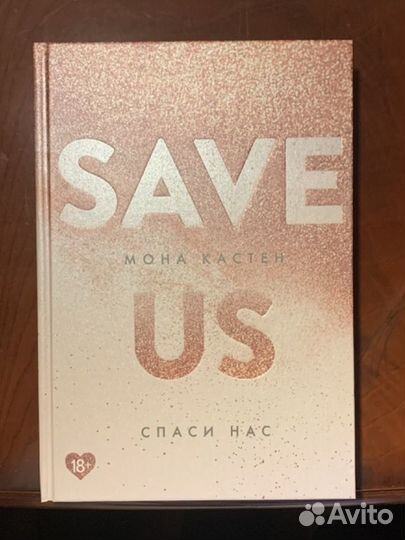 SAVE
МОНА КАСТЕН
US
СПАСИ НАС
18+
Avito